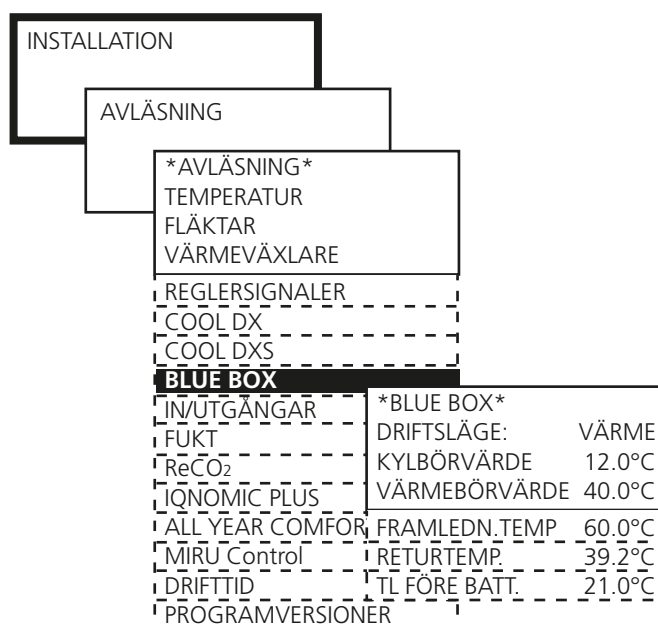 INSTALLATION
AVLÄSNING
*AVLÄSNING*
TEMPERATUR
FLÄKTAR
VÄRMEVÄXLARE
REGLERSIGNALER
COOL DX
COOL DXS
BLUE BOX
IN/UTGÅNGAR
FUKT
ReCO2
IQNOMIC PLUS
ALL YEAR COMFOR
MIRU Control
DRIFTTID
PROGRAMVERSIONER
*BLUE BOX*
DRIFTSLÄGE: VÄRME
KYLBÖRVÄRDE 12.0°C
VÄRMEBÖRVÄRDE 40.0°C
FRAMLEDN.TEMP 60.0°C
RETURTEMP. 39.2°C
TL FÖRE BATT. 21.0°C